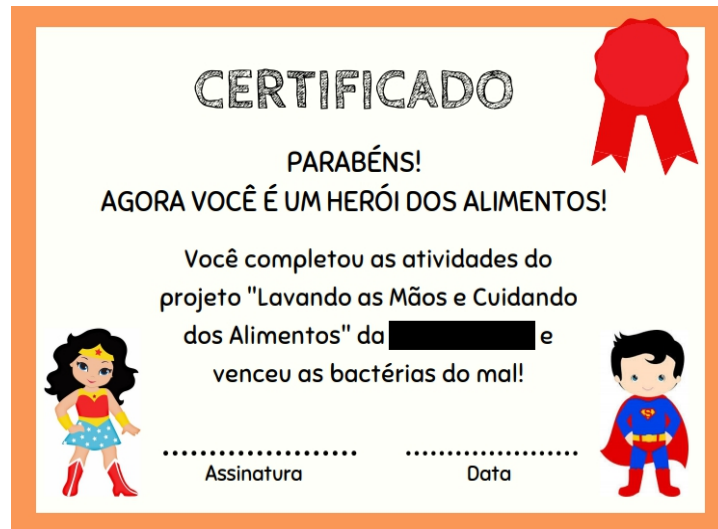 CERTIFICADO
PARABÉNS!
AGORA VOCÊ É UM HERÓI DOS ALIMENTOS!
Você completou as atividades do
projeto "Lavando as Mãos e Cuidando
dos Alimentos" da e
venceu as bactérias do mal!
Assinatura Data